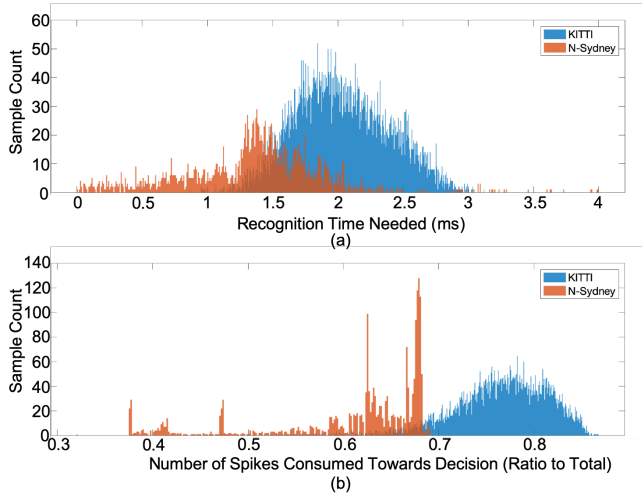 60
50
40
30
20
10
0
Sample Count
KITTI
N-Sydney
0 0.5 1 1.5 2 2.5 3 3.5 4
Recognition Time Needed (ms)
(a)
140
120
100
80
60
40
20
0
Sample Count
KITTI
N-Sydney
0.3 0.4 0.5 0.6 0.7 0.8
Number of Spikes Consumed Towards Decision (Ratio to Total)
(b)